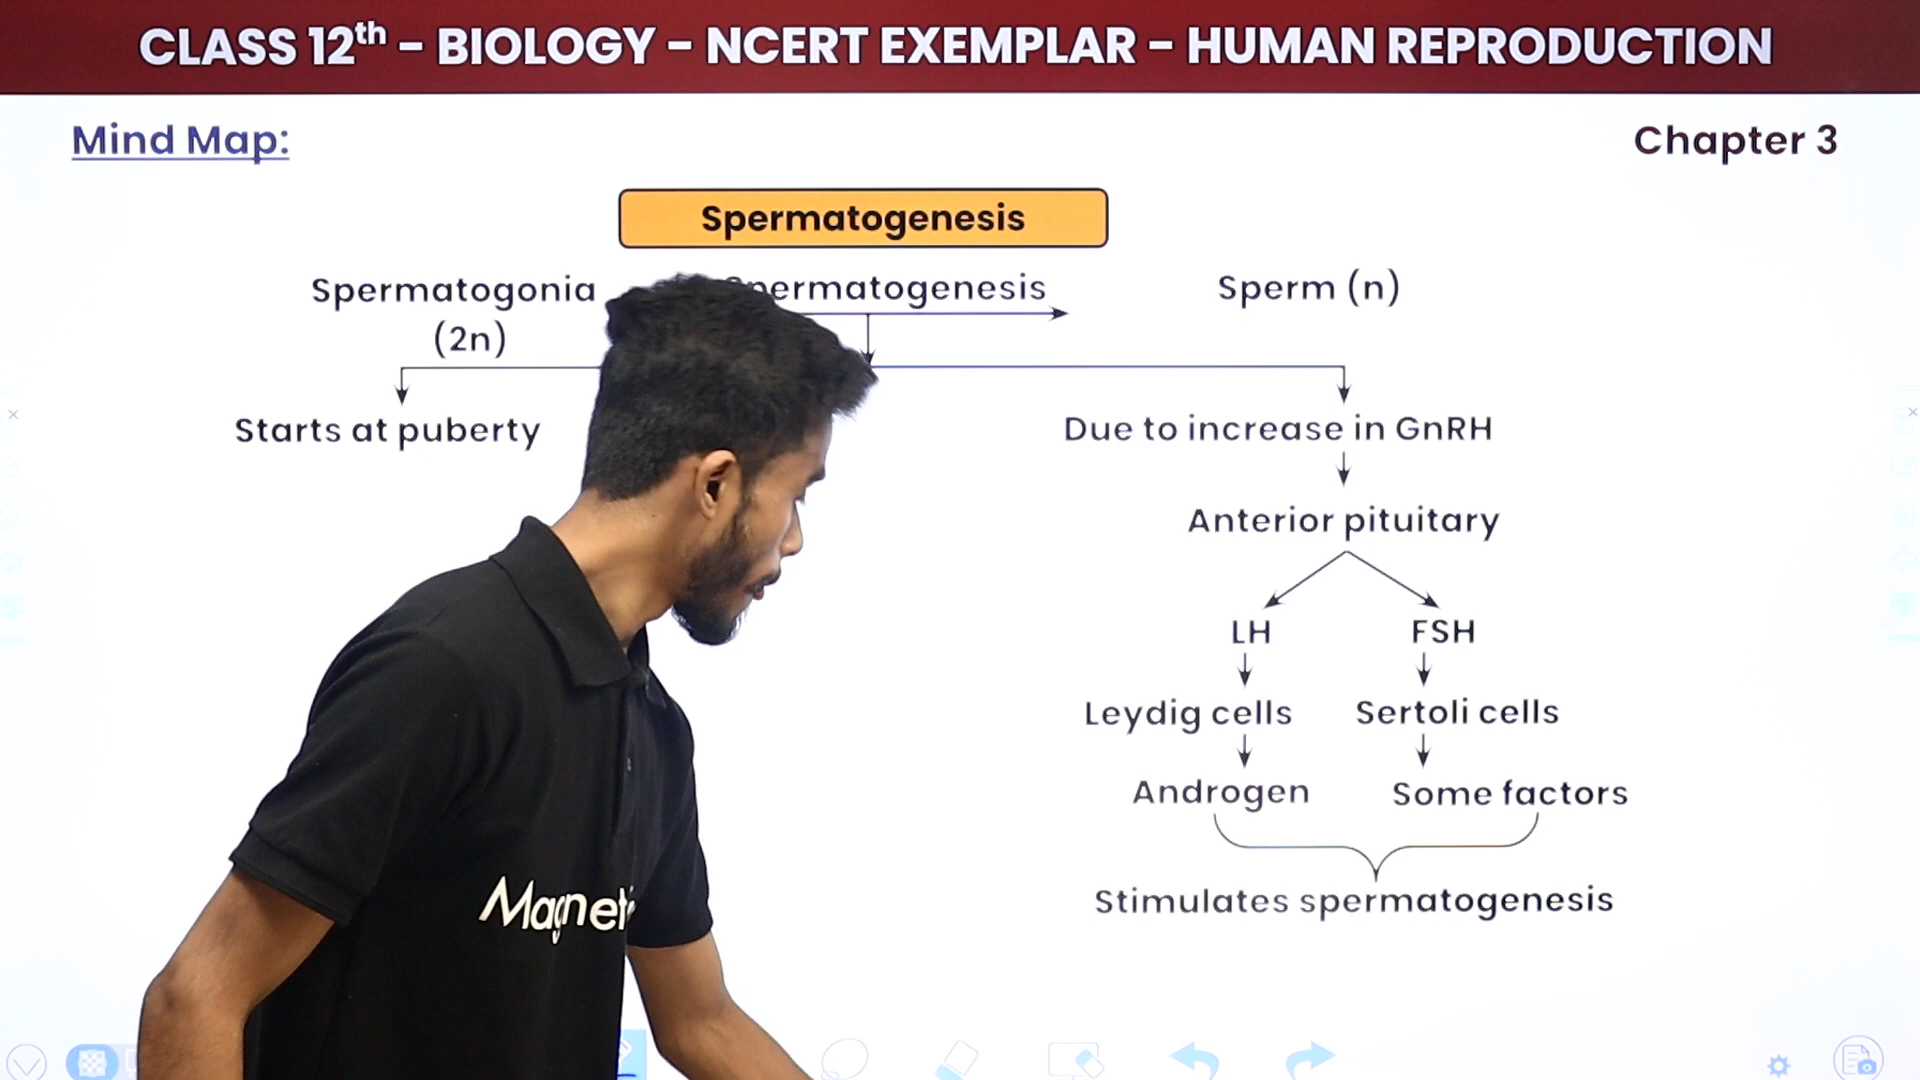 CLASS 12th - BIOLOGY - NCERT EXEMPLAR - HUMAN REPRODUCTION
Mind Map:
Chapter 3
Spermatogenesis
Spermatogonia
(2n)
Spermatogenesis
Sperm (n)
Starts at puberty
Due to increase in GnRH
Anterior pituitary
LH
FSH
Leydig cells
Sertoli cells
Androgen
Some factors
Stimulates spermatogenesis
Magnet